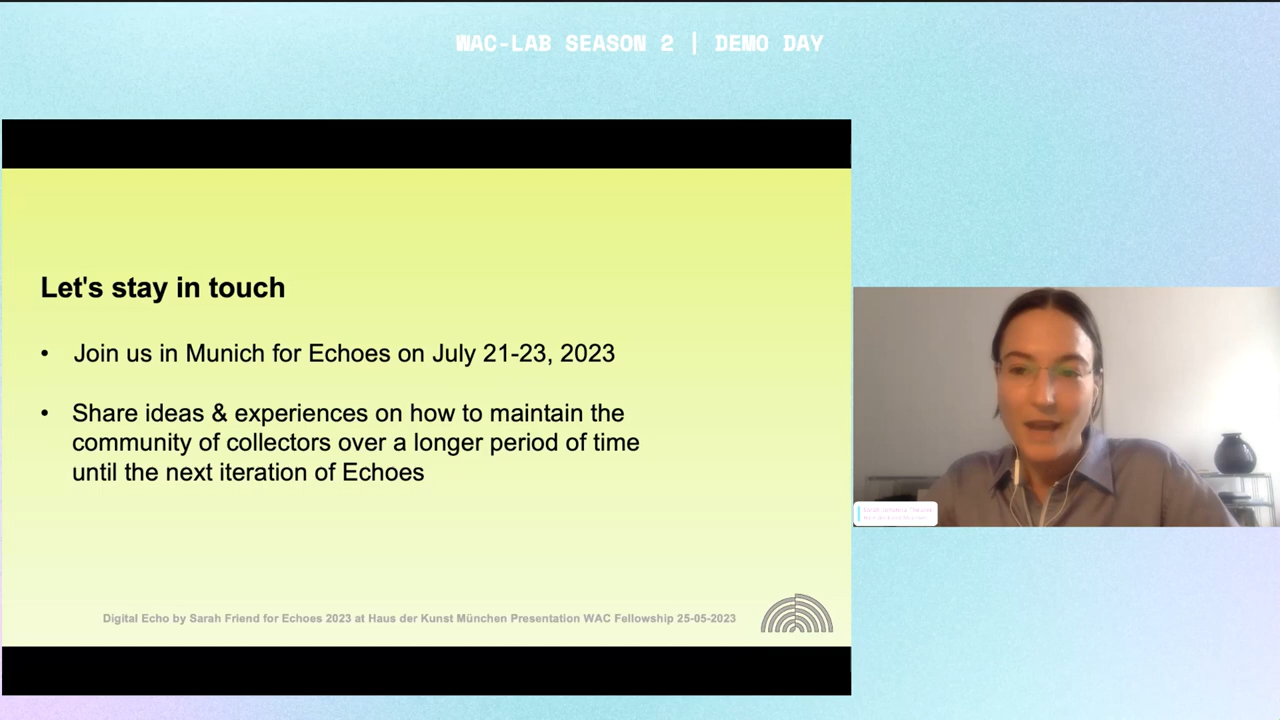 WAC-LAB SEASON 2 | DEMO DAY
Let's stay in touch
• Join us in Munich for Echoes on July 21-23, 2023
• Share ideas & experiences on how to maintain the
community of collectors over a longer period of time
until the next iteration of Echoes
Digital Echo by Sarah Friend for Echoes 2023 at Haus der Kunst München Presentation WAC Fellowship 25-05-2023